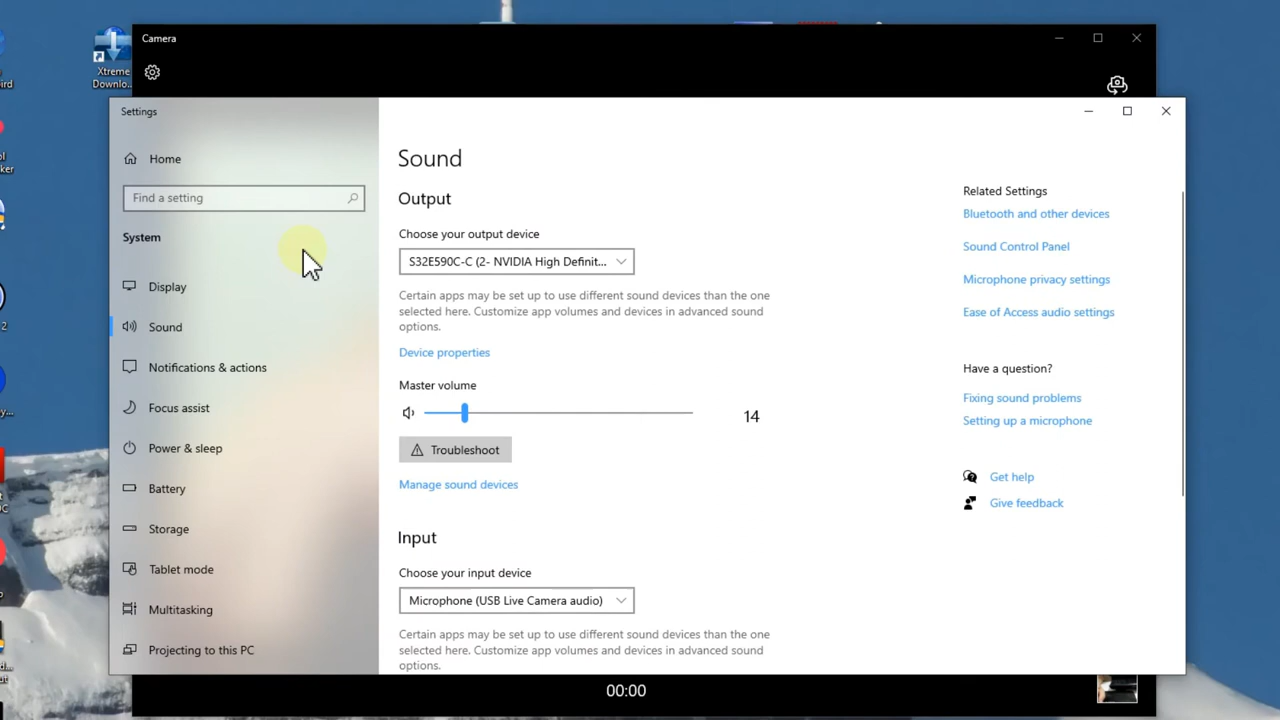 Camera
Xtreme
Downlo...
Settings
Home
Find a setting
System
Display
Sound
Notifications & actions
Focus assist
Power & sleep
Battery
Storage
Tablet mode
Multitasking
Projecting to this PC
Sound
Output
Choose your output device
S32E590C-C (2- NVIDIA High Definit...
Certain apps may be set up to use different sound devices than the one
selected here. Customize app volumes and devices in advanced sound
options.
Device properties
Master volume
14
Troubleshoot
Manage sound devices
Input
Choose your input device
Microphone (USB Live Camera audio)
Certain apps may be set up to use different sound devices than the one
selected here. Customize app volumes and devices in advanced sound
options.
Related Settings
Bluetooth and other devices
Sound Control Panel
Microphone privacy settings
Ease of Access audio settings
Have a question?
Fixing sound problems
Setting up a microphone
Get help
Give feedback
00:00